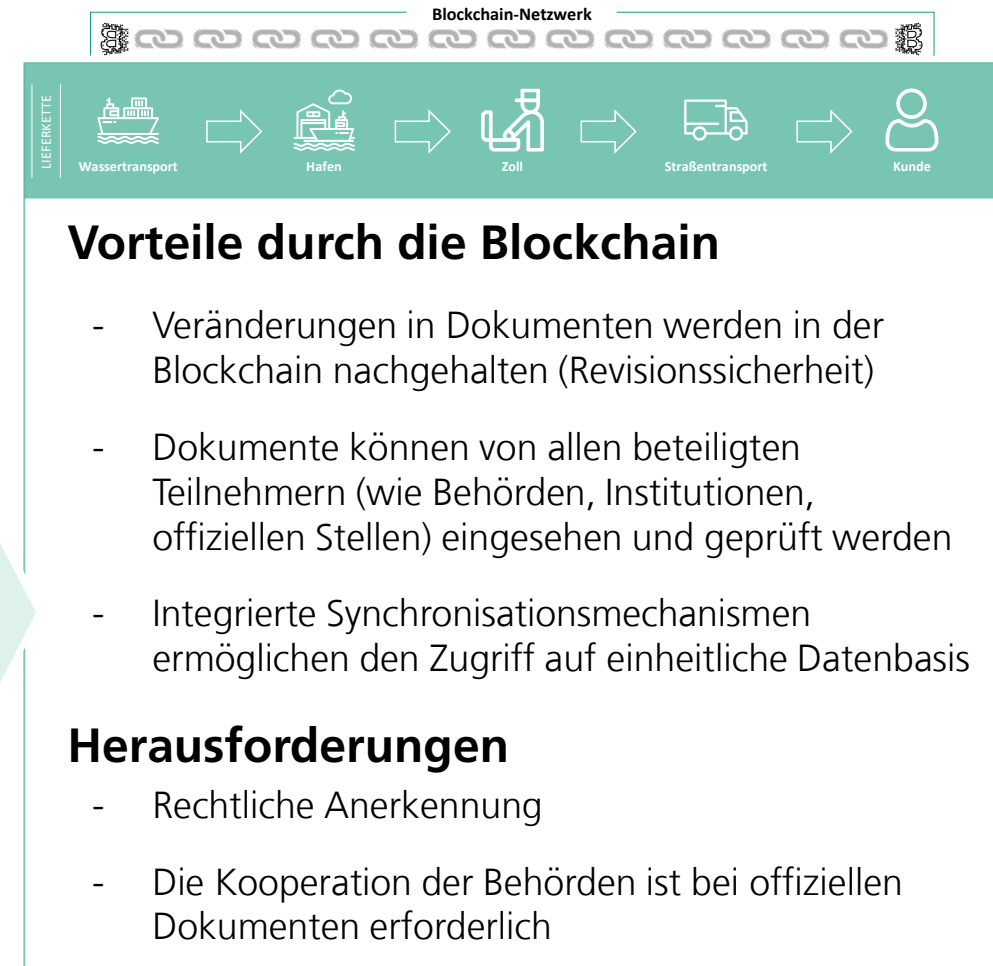 Blockchain-Netzwerk
LIEFERKETTE
Wassertransport
Hafen
Zoll
Straßentransport
Kunde
Vorteile durch die Blockchain
- Veränderungen in Dokumenten werden in der
Blockchain nachgehalten (Revisionssicherheit)
- Dokumente können von allen beteiligten
Teilnehmern (wie Behörden, Institutionen,
offiziellen Stellen) eingesehen und geprüft werden
- Integrierte Synchronisationsmechanismen
ermöglichen den Zugriff auf einheitliche Datenbasis
Herausforderungen
- Rechtliche Anerkennung
- Die Kooperation der Behörden ist bei offiziellen
Dokumenten erforderlich